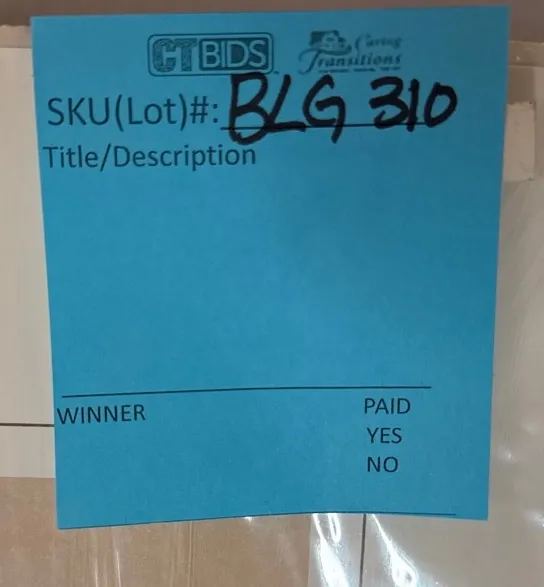 CTBIDS
Caring
Transitions
SKU(Lot)#: BLG 310
Title/Description
WINNER PAID
YES
NO